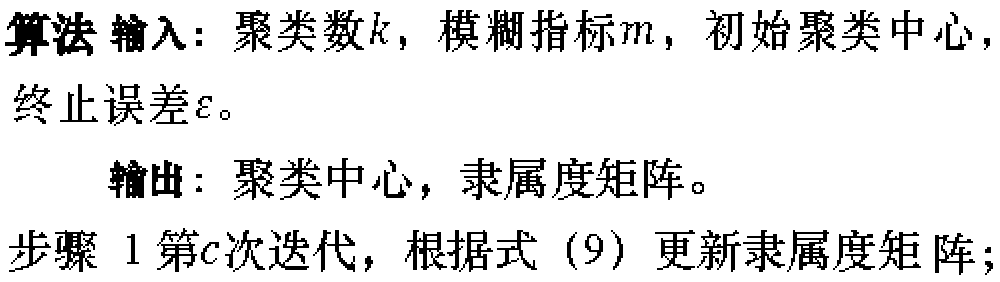 算法 输入：聚类数k，模糊指标m，初始聚类中心，
终止误差ε。
输出：聚类中心，隶属度矩阵。
步骤 1 第c次迭代，根据式（9）更新隶属度矩阵；